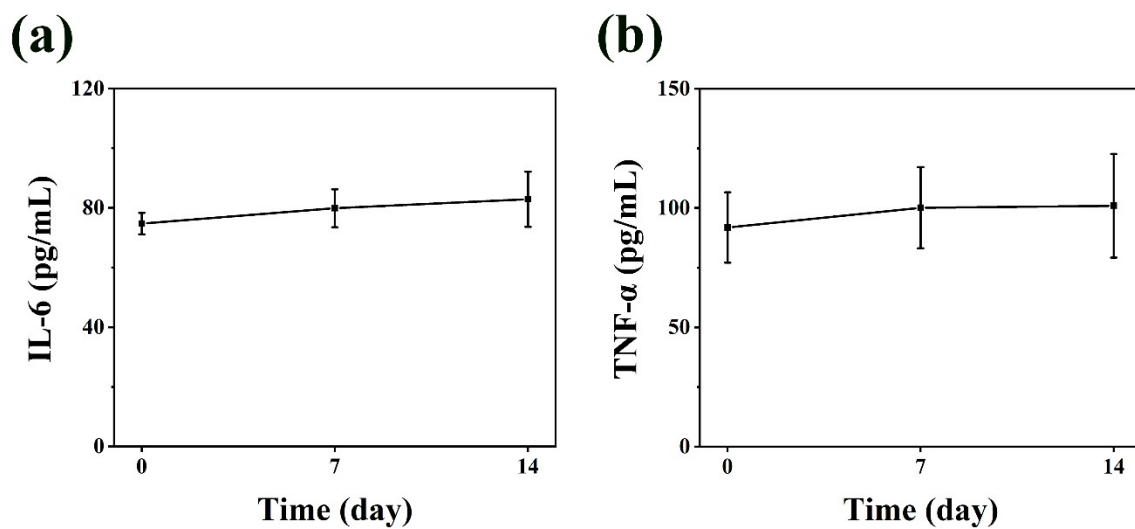 (a)
120
80
40
0
IL-6 (pg/mL)
0 7 14
Time (day)
(b)
150
100
50
0
TNF-α (pg/mL)
0 7 14
Time (day)